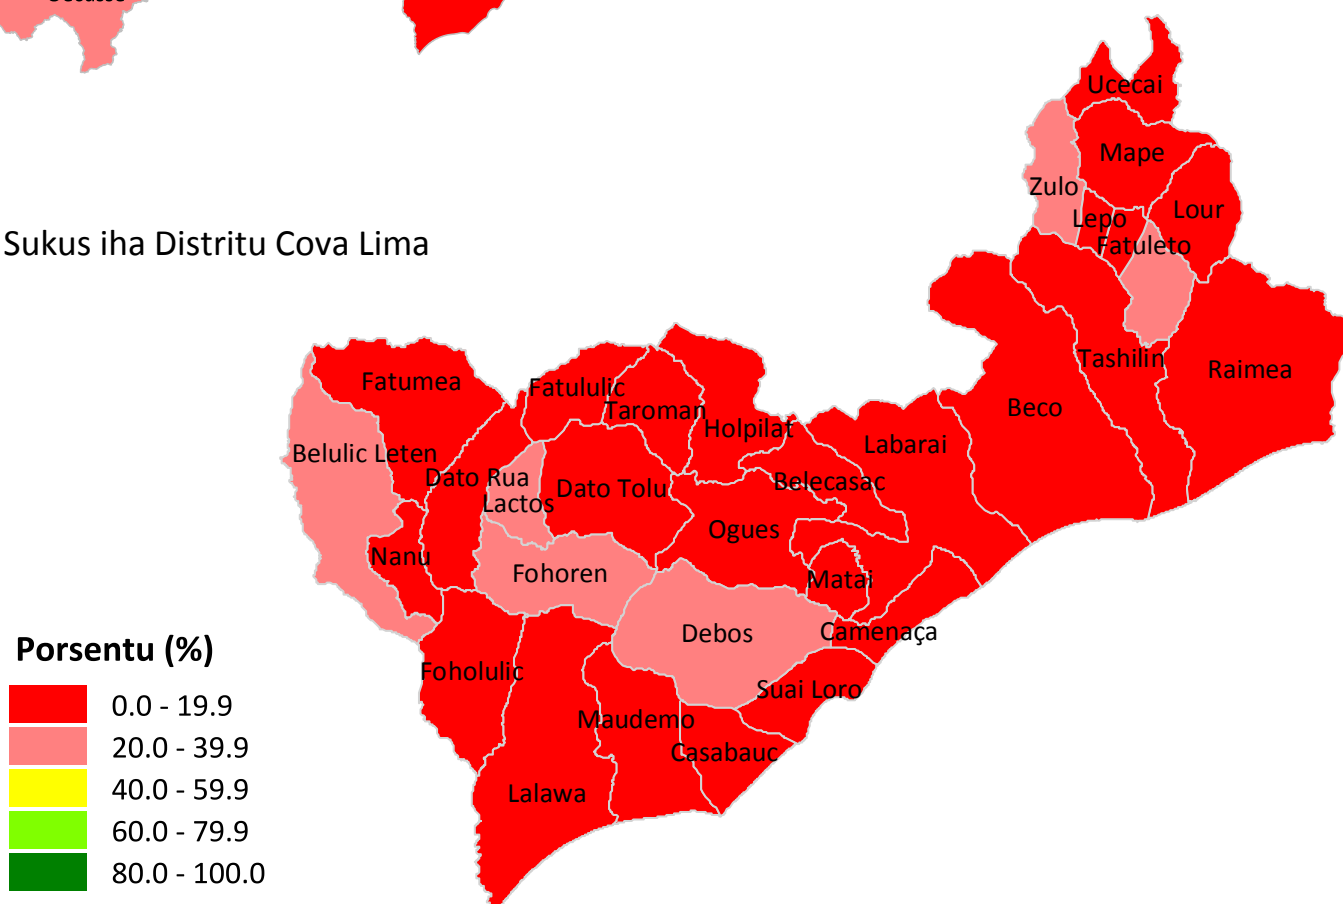 Ucecai
Mape
Zulo
Lour
Lepo
Fatuleto
Sukus iha Distritu Cova Lima
Tashilin
Raimea
Fatumea
Fatululic
Taroman
Beco
Holpilat
Labarai
Belulic Leten
Dato Rua
Belecasac
Dato Tolu
Lactos
Ogues
Nanu
Fohoren
Matai
Debos
Camenaça
Porsentu (%)
Foholulic
Suai Loro
0.0 - 19.9
Maudemo
20.0 - 39.9
Casabauc
40.0 - 59.9
Lalawa
60.0 - 79.9
80.0 - 100.0